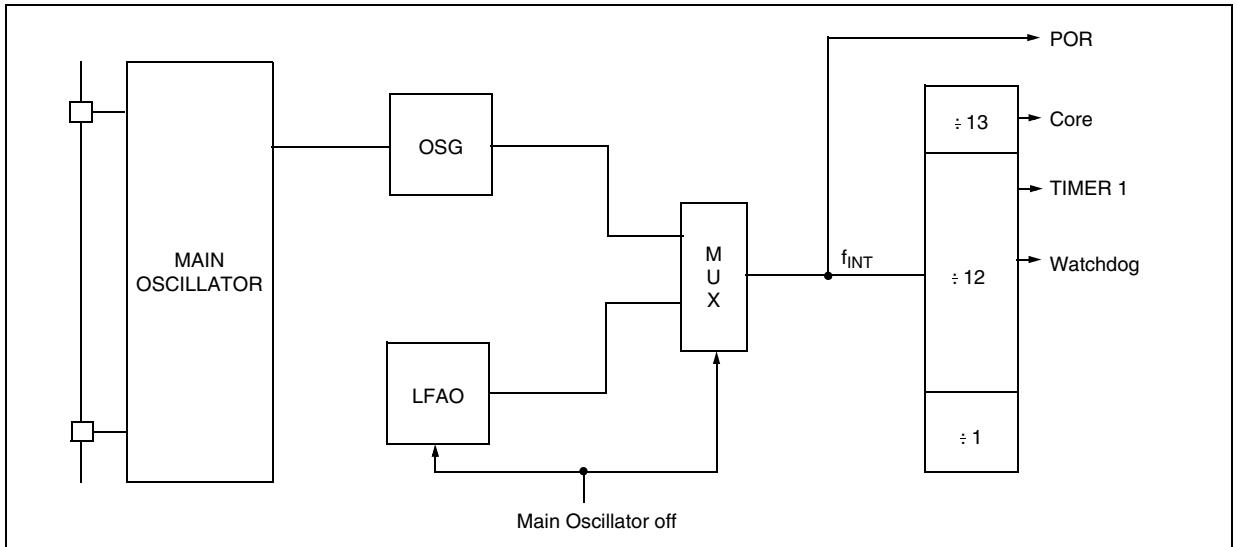 POR
÷ 13
Core
OSG
TIMER 1
MAIN
OSCILLATOR
M
U
X
fINT
÷ 12
Watchdog
LFAO
÷ 1
Main Oscillator off